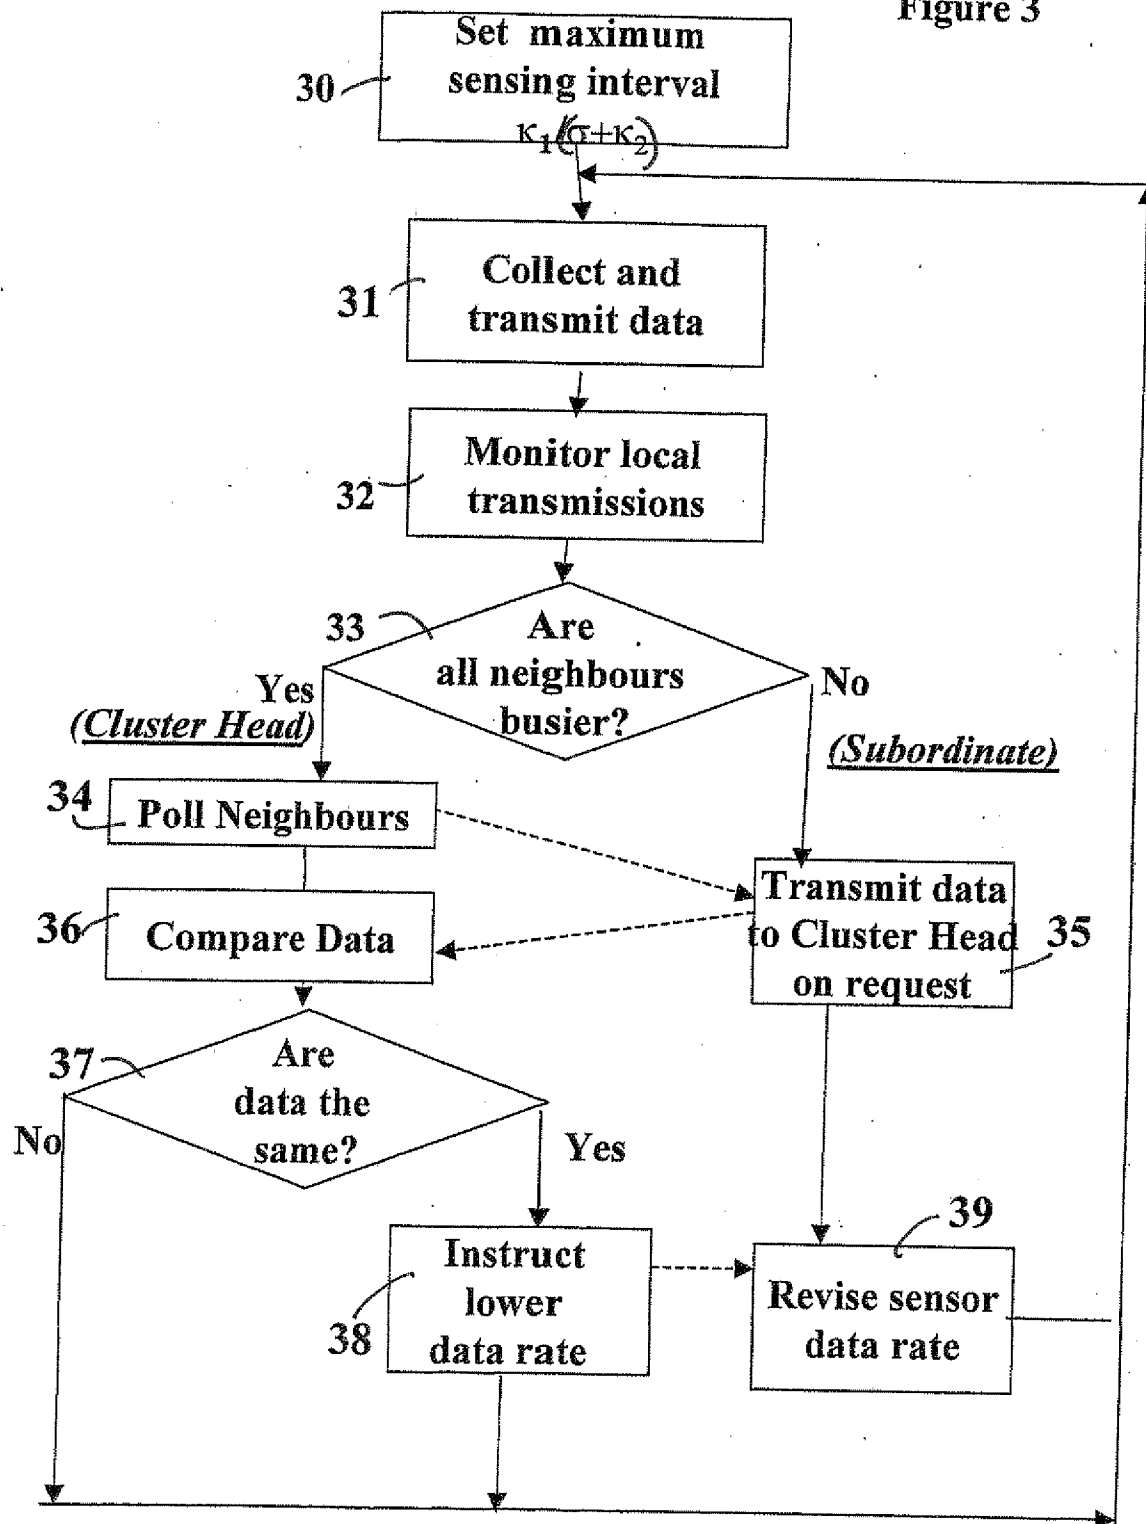 Figure 3
Set maximum
sensing interval
κ₁(σ+κ₂)
30
Collect and
transmit data
31
Monitor local
transmissions
32
33
Are
all neighbours
busier?
Yes
(Cluster Head)
No
(Subordinate)
34
Poll Neighbours
Transmit data
to Cluster Head
on request
35
36
Compare Data
37
Are
data the
same?
No
Yes
39
Instruct
lower
data rate
38
Revise sensor
data rate